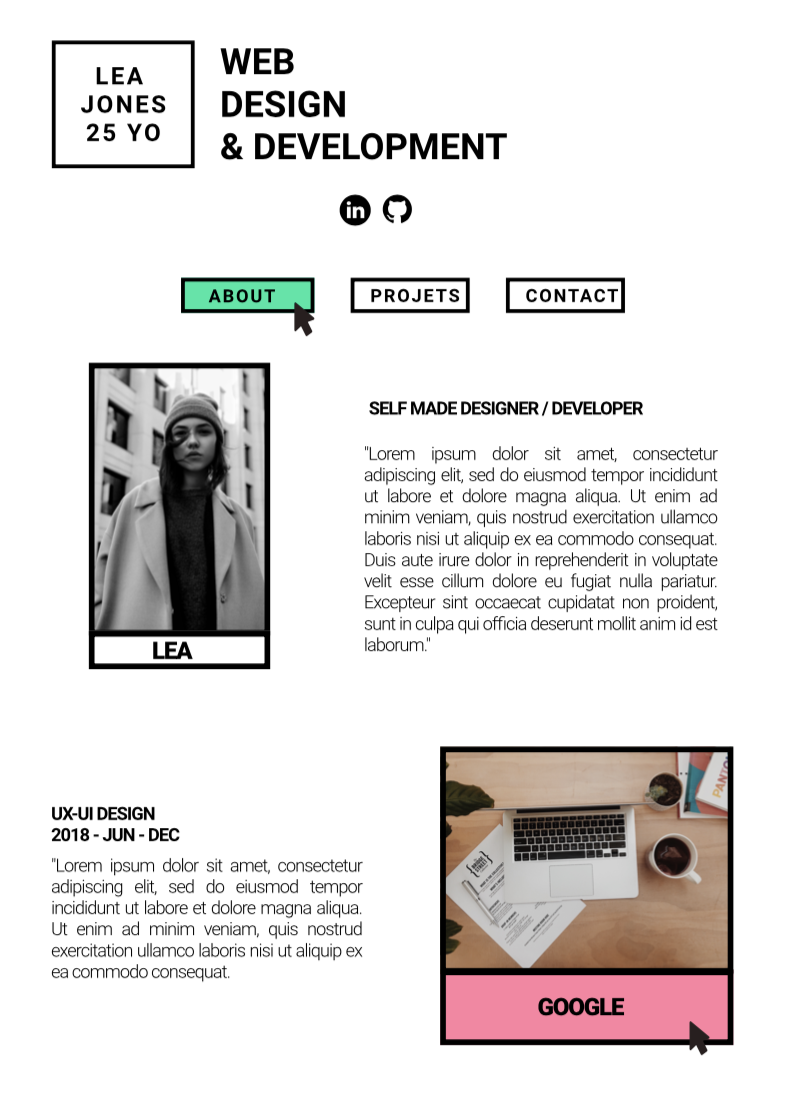 LEA
JONES
25 YO
WEB
DESIGN
& DEVELOPMENT
in
ABOUT
PROJETS
CONTACT
LEA
SELF MADE DESIGNER / DEVELOPER
"Lorem ipsum dolor sit amet, consectetur
adipiscing elit, sed do eiusmod tempor incididunt
ut labore et dolore magna aliqua. Ut enim ad
minim veniam, quis nostrud exercitation ullamco
laboris nisi ut aliquip ex ea commodo consequat.
Duis aute irure dolor in reprehenderit in voluptate
velit esse cillum dolore eu fugiat nulla pariatur.
Excepteur sint occaecat cupidatat non proident,
sunt in culpa qui officia deserunt mollit anim id est
laborum."
UX-UI DESIGN
2018 - JUN - DEC
"Lorem ipsum dolor sit amet, consectetur
adipiscing elit, sed do eiusmod tempor
incididunt ut labore et dolore magna aliqua.
Ut enim ad minim veniam, quis nostrud
exercitation ullamco laboris nisi ut aliquip ex
ea commodo consequat.
GOOGLE